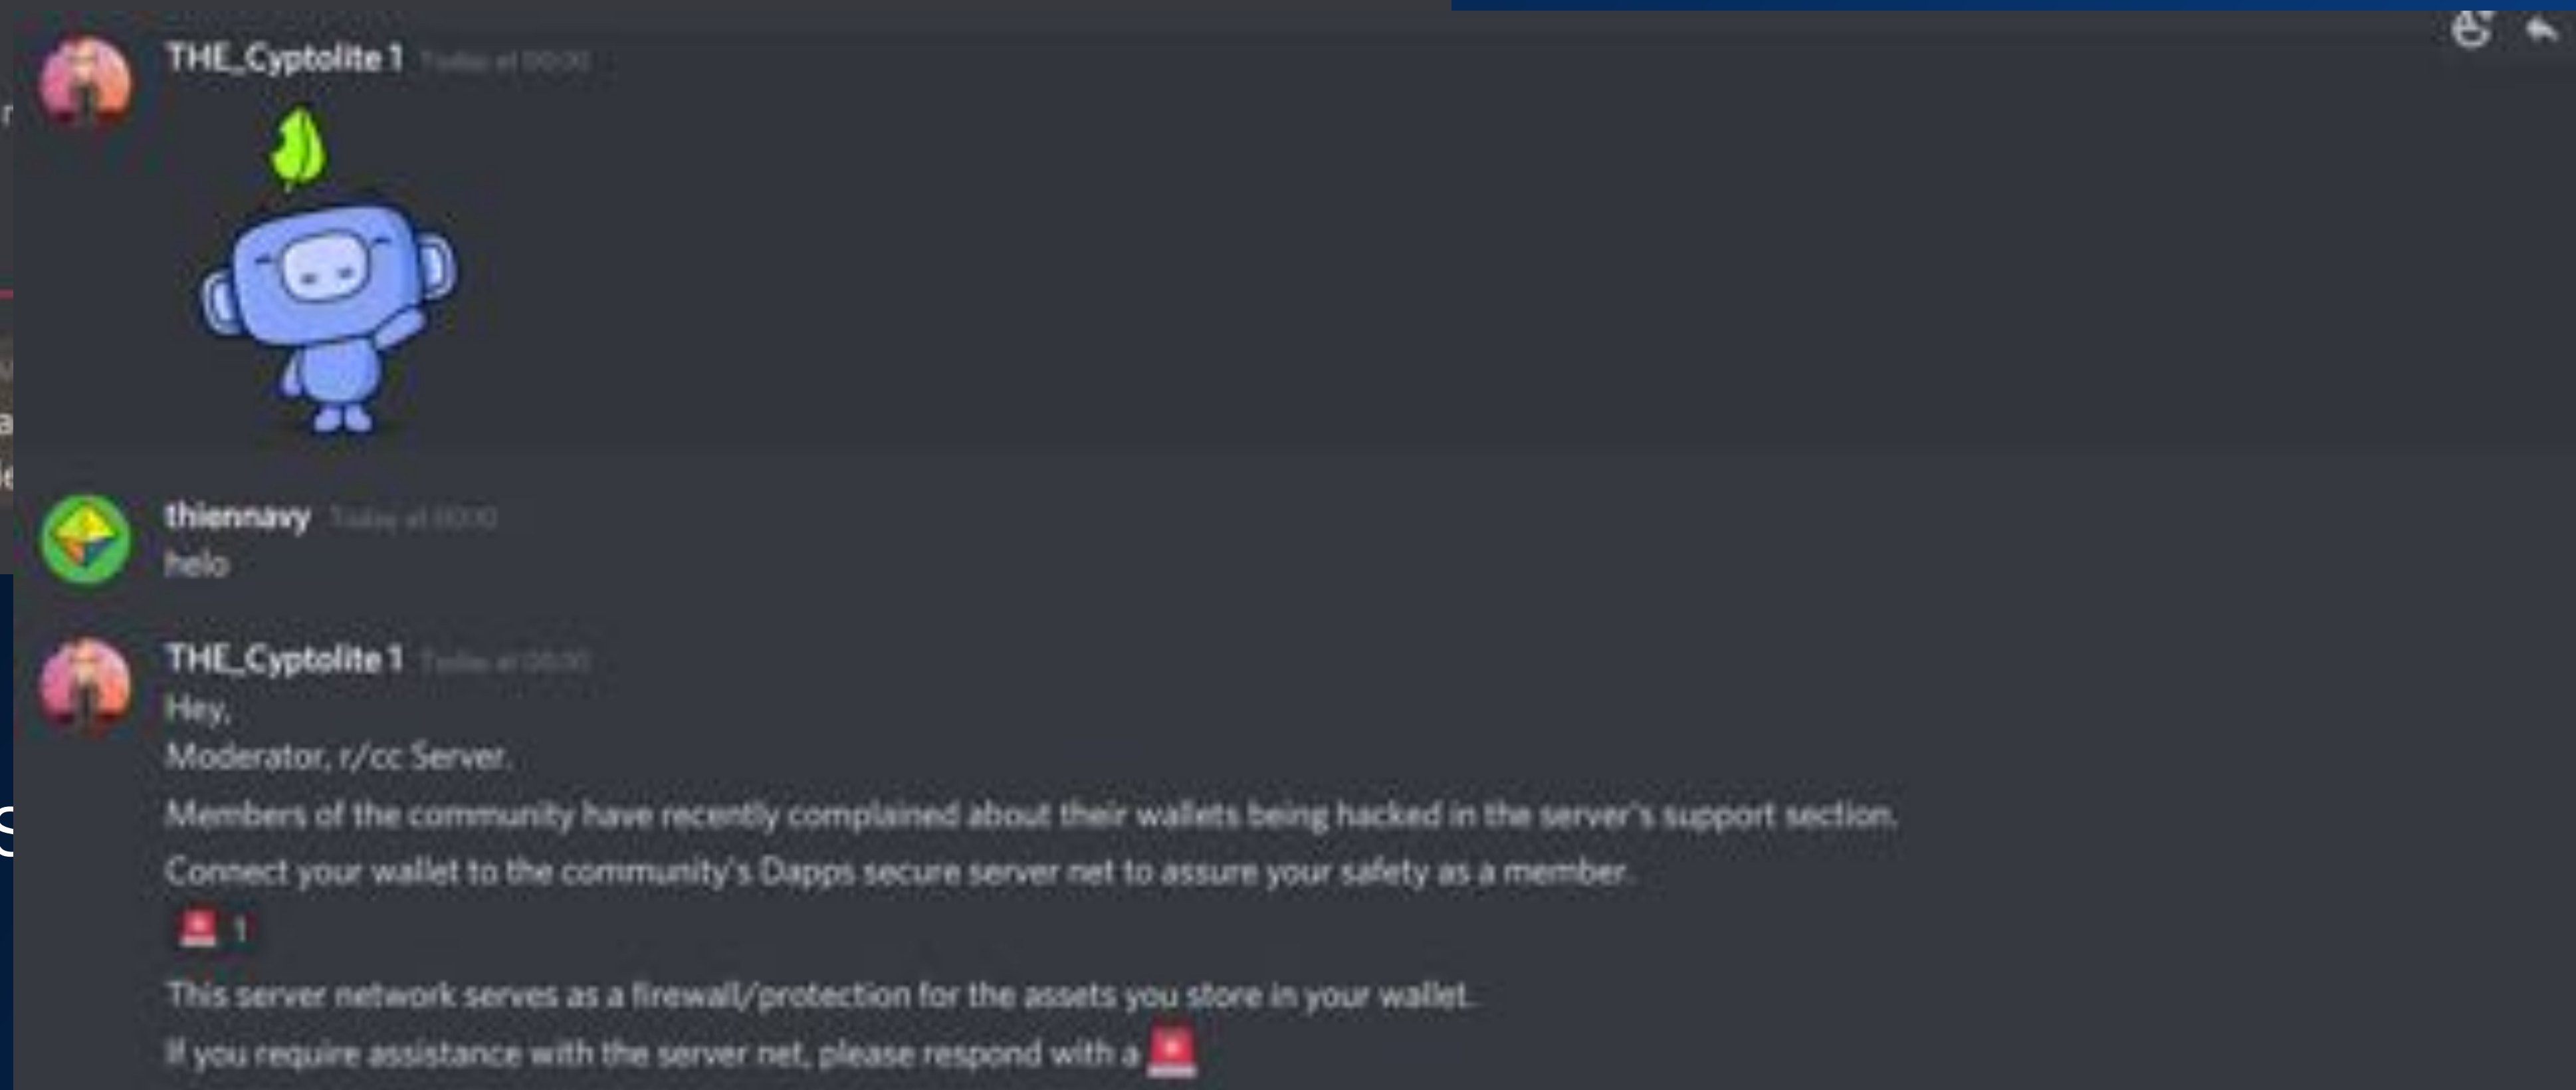 THE_Cyptolite 1
thiennavy
helo
THE_Cyptolite 1
Hey,
Moderator, r/cc Server.
Members of the community have recently complained about their wallets being hacked in the server's support section.
Connect your wallet to the community's Dapps secure server net to assure your safety as a member.
1
This server network serves as a firewall/protection for the assets you store in your wallet.
If you require assistance with the server net, please respond with a